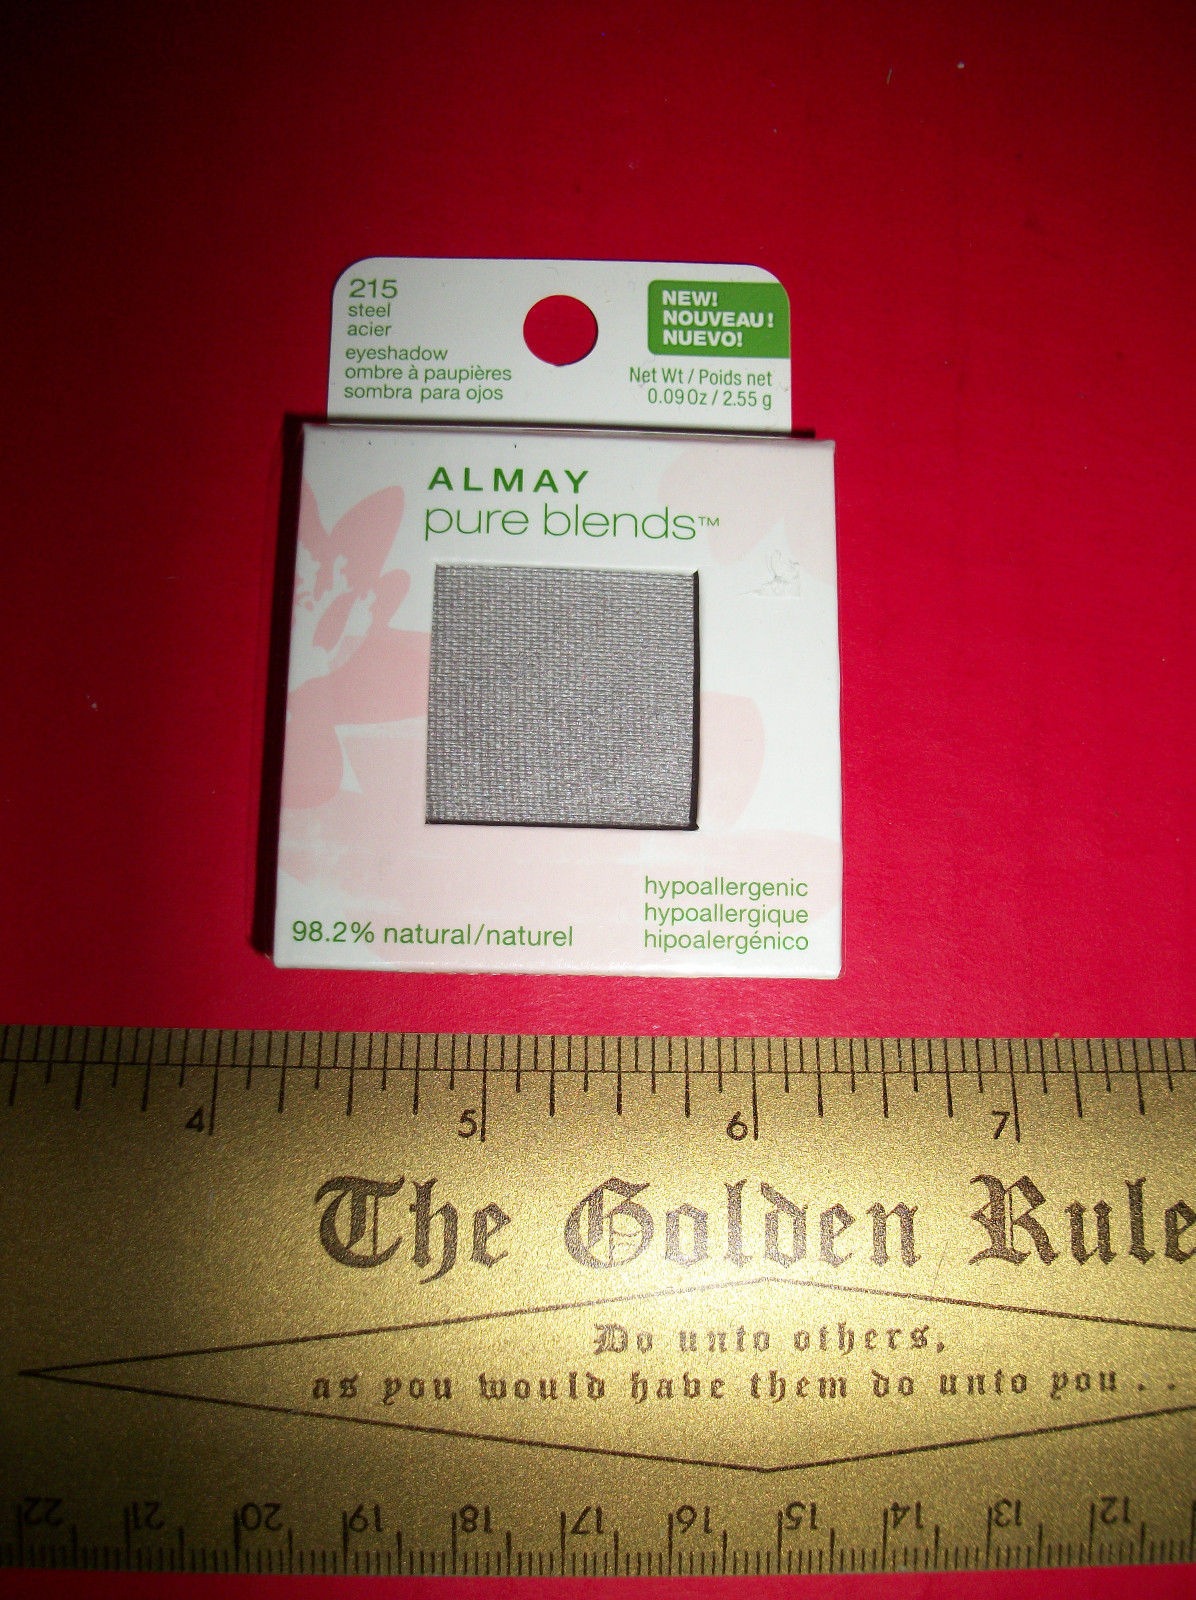 215
steel
acier
eyeshadow
ombre à paupières
sombra para ojos
NEW!
NOUVEAU!
NUEVO!
Net Wt / Poids net
0.09 Oz / 2.55 g
ALMAY
pure blends™
98.2% natural/naturel
hypoallergenic
hypoallergique
hipoalergénico
4 5 6 7
The Golden Rule
Do unto others,
as you would have them do unto you . .
22 21 20 19 18 17 16 15 14 13 12